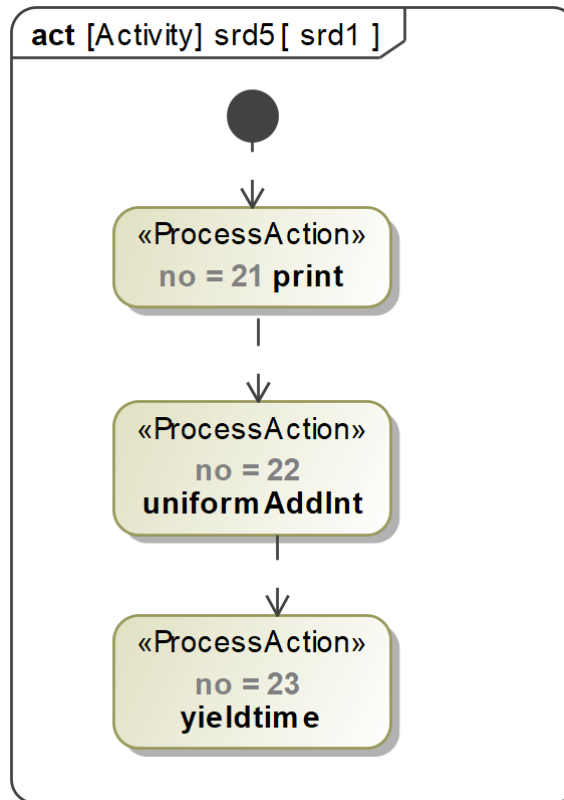 act [Activity] srd5 [ srd1 ]
«ProcessAction»
no = 21 print
«ProcessAction»
no = 22
uniformAddInt
«ProcessAction»
no = 23
yieldtime